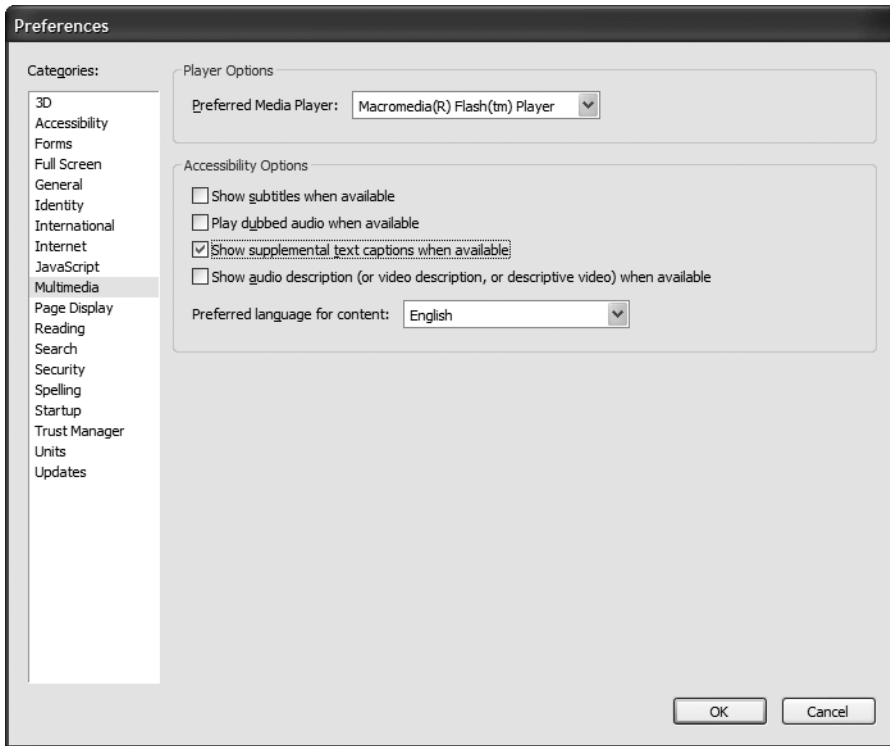 Preferences
Categories:
3D
Accessibility
Forms
Full Screen
General
Identity
International
Internet
JavaScript
Multimedia
Page Display
Reading
Search
Security
Spelling
Startup
Trust Manager
Units
Updates
Player Options
Preferred Media Player: Macromedia(R) Flash(tm) Player
Accessibility Options
Show subtitles when available
Play dubbed audio when available
Show supplemental text captions when available
Show audio description (or video description, or descriptive video) when available
Preferred language for content: English
OK Cancel